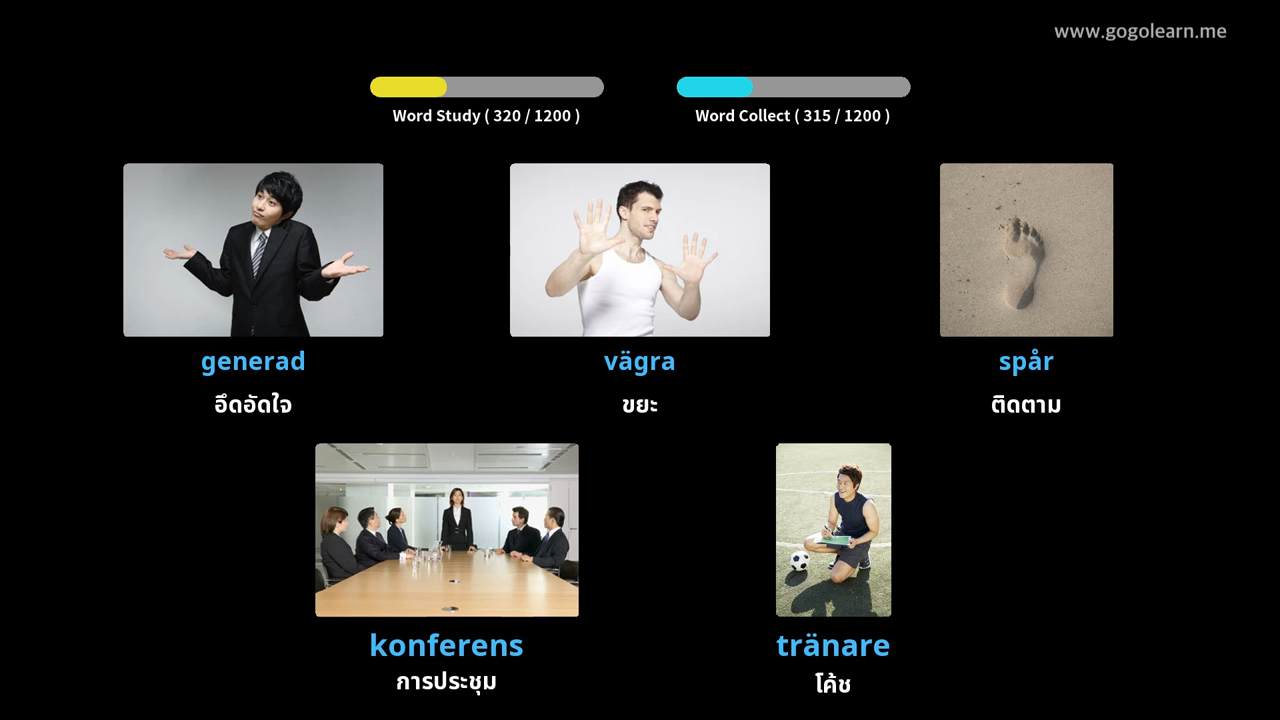 www.gogolearn.me
Word Study ( 320 / 1200 )
Word Collect ( 315 / 1200 )
generad
vägra
spår
อึดอัดใจ
ขยะ
ติดตาม
konferens
tränare
การประชุม
โค้ช